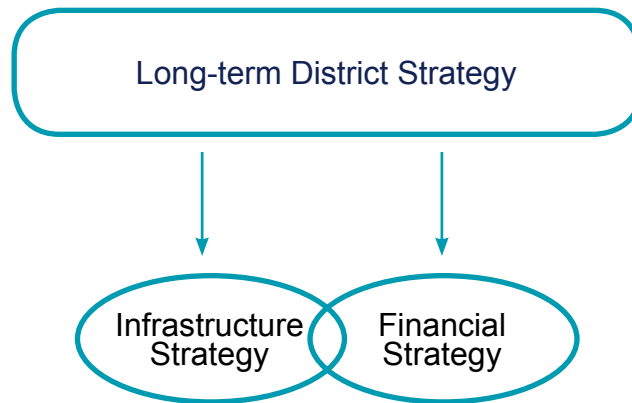 Long-term District Strategy
Infrastructure
Strategy
Financial
Strategy